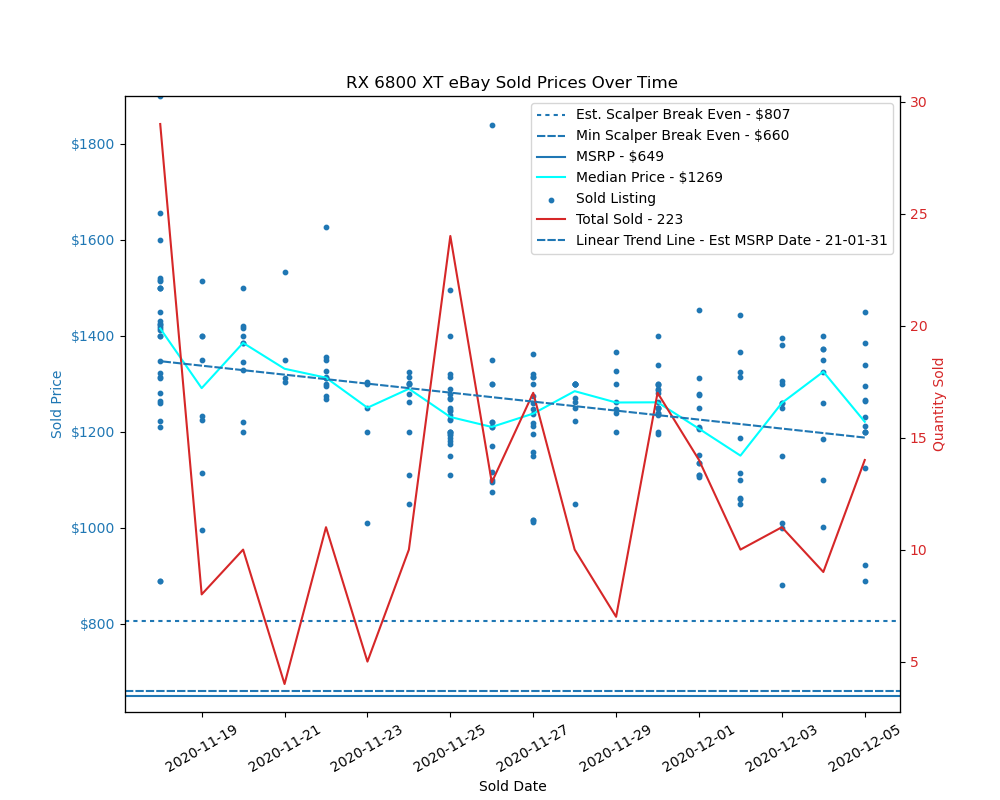 RX 6800 XT eBay Sold Prices Over Time
Est. Scalper Break Even - $807
Min Scalper Break Even - $660
MSRP - $649
Median Price - $1269
Sold Listing
Total Sold - 223
Linear Trend Line - Est MSRP Date - 21-01-31
$1800
$1600
$1400
$1200
$1000
$800
Sold Price
30
25
20
15
10
5
Quantity Sold
2020-11-19
2020-11-21
2020-11-23
2020-11-25
2020-11-27
2020-11-29
2020-12-01
2020-12-03
2020-12-05
Sold Date